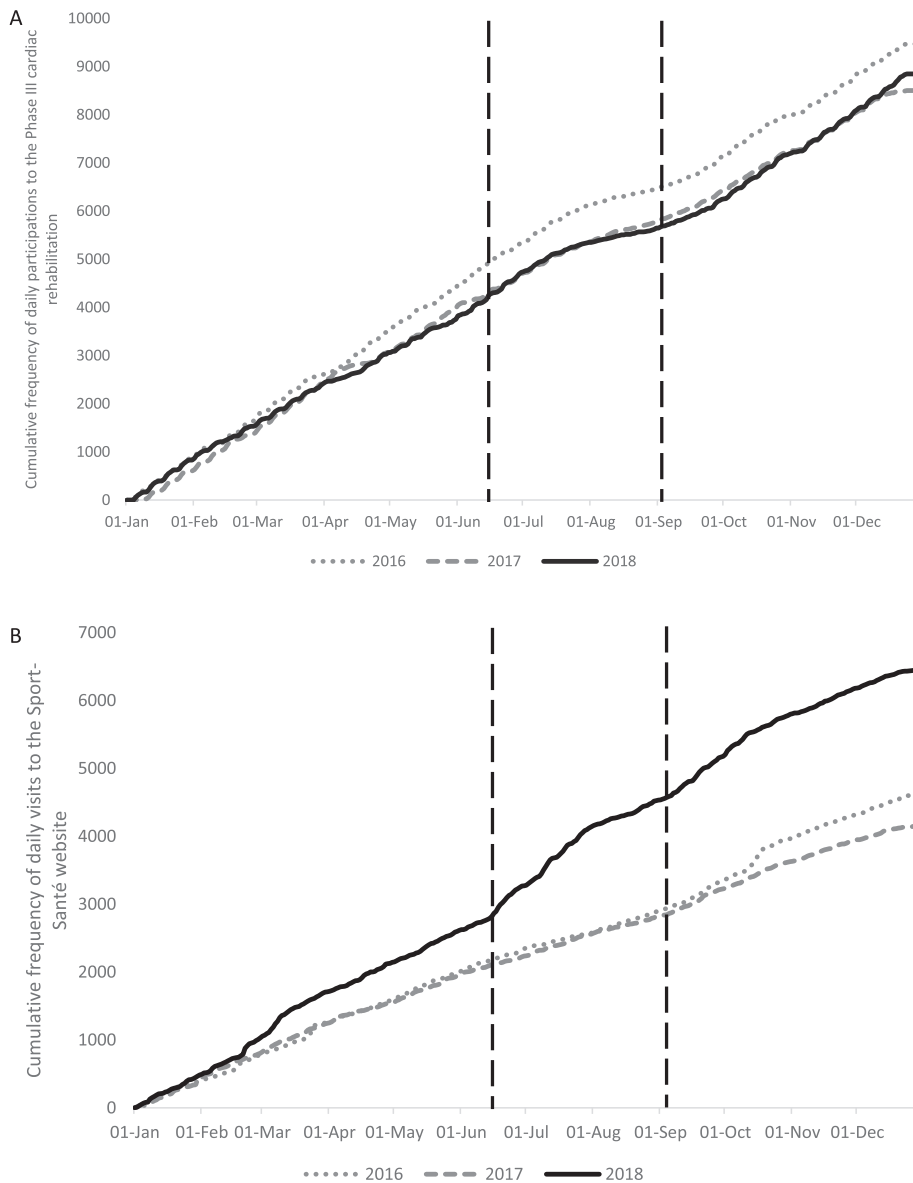 A
Cumulative frequency of daily participations to the Phase III cardiac
rehabilitation
10000
9000
8000
7000
6000
5000
4000
3000
2000
1000
0
01-Jan 01-Feb 01-Mar 01-Apr 01-May 01-Jun 01-Jul 01-Aug 01-Sep 01-Oct 01-Nov 01-Dec
2016 2017 2018
B
Cumulative frequency of daily visits to the Sport-
Santé website
7000
6000
5000
4000
3000
2000
1000
0
01-Jan 01-Feb 01-Mar 01-Apr 01-May 01-Jun 01-Jul 01-Aug 01-Sep 01-Oct 01-Nov 01-Dec
2016 2017 2018